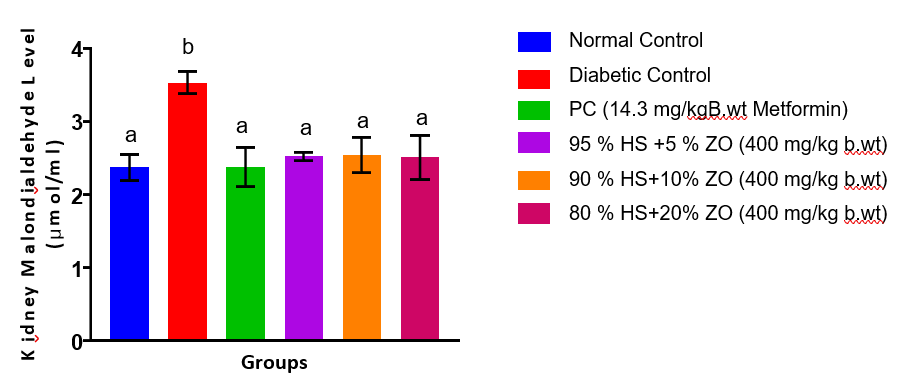 Kidney Malondialdehyde Level
(µmol/ml)
4
3
2
1
0
a
b
a
a
a
a
Groups
Normal Control
Diabetic Control
PC (14.3 mg/kgB.wt Metformin)
95 % HS +5 % ZO (400 mg/kg b.wt)
90 % HS+10% ZO (400 mg/kg b.wt)
80 % HS+20% ZO (400 mg/kg b.wt)